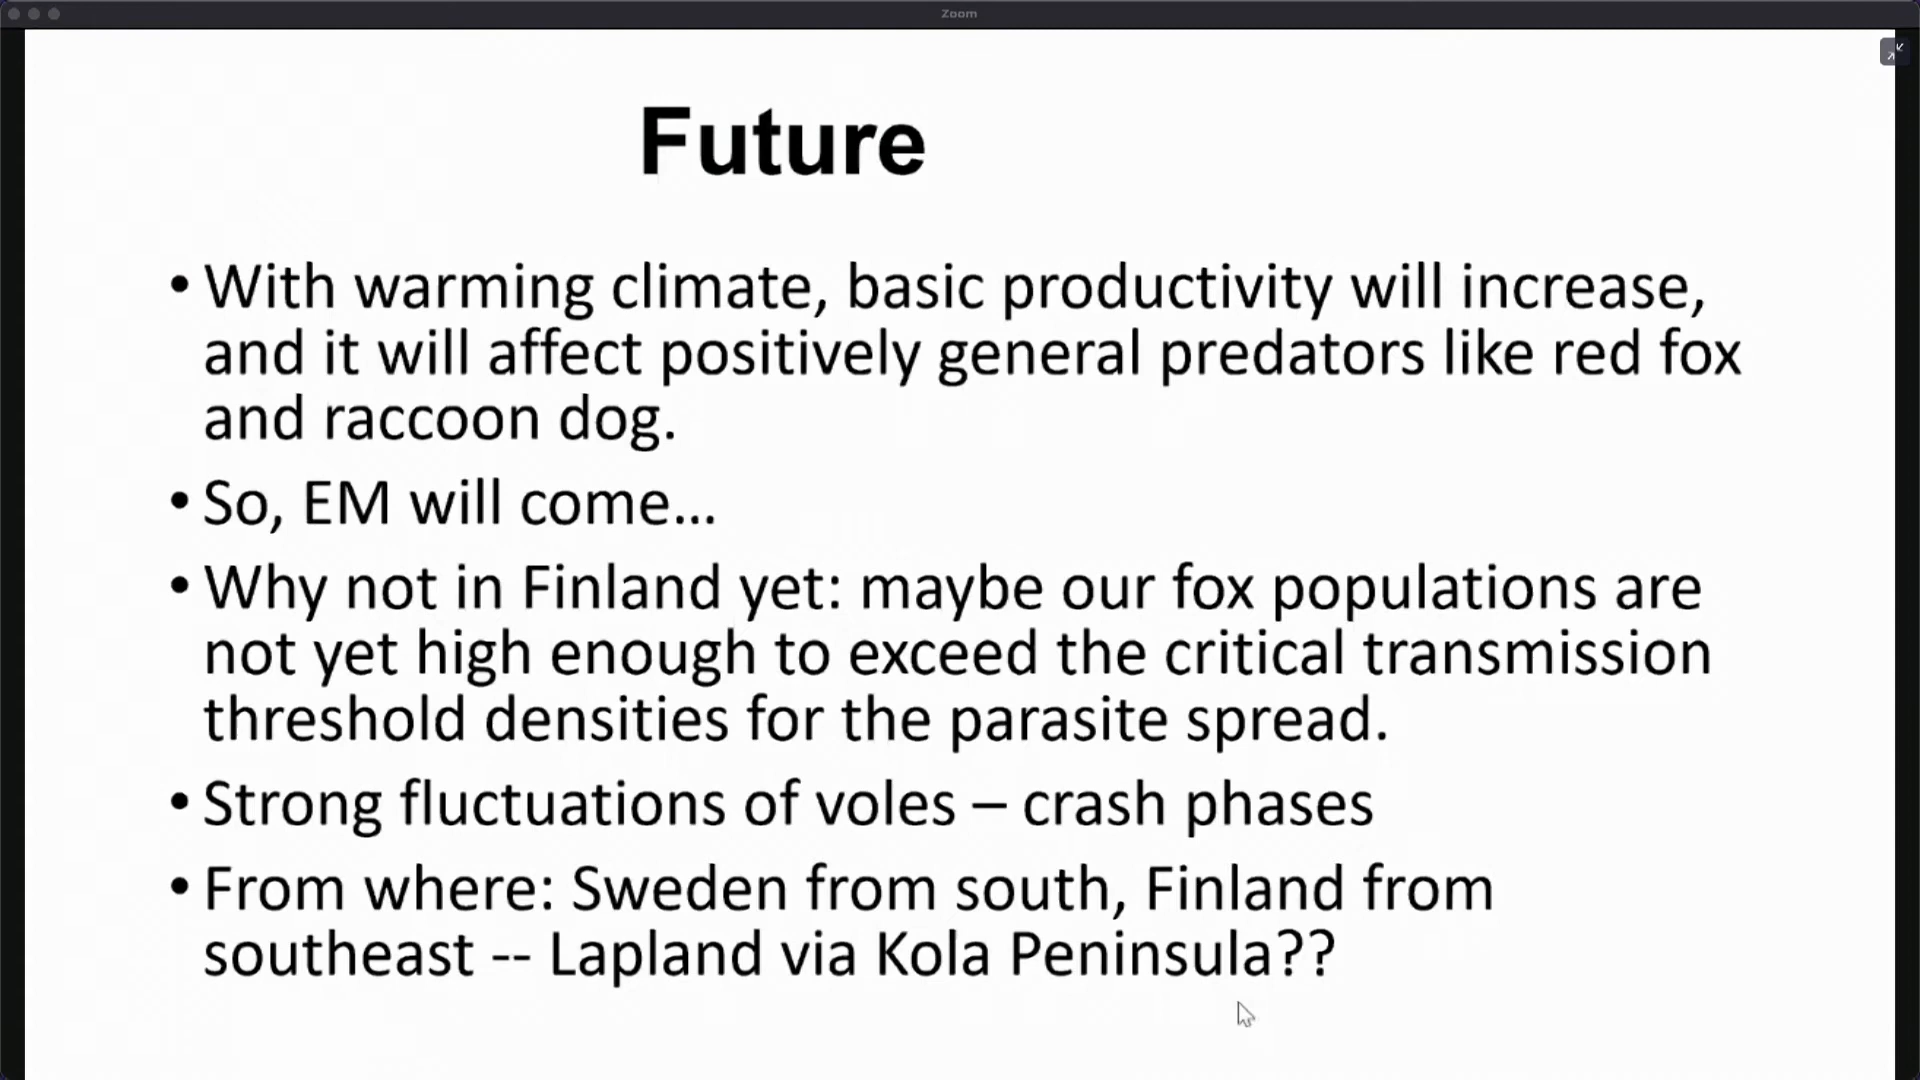 Zoom
Future
• With warming climate, basic productivity will increase,
and it will affect positively general predators like red fox
and raccoon dog.
• So, EM will come...
• Why not in Finland yet: maybe our fox populations are
not yet high enough to exceed the critical transmission
threshold densities for the parasite spread.
• Strong fluctuations of voles – crash phases
• From where: Sweden from south, Finland from
southeast -- Lapland via Kola Peninsula??